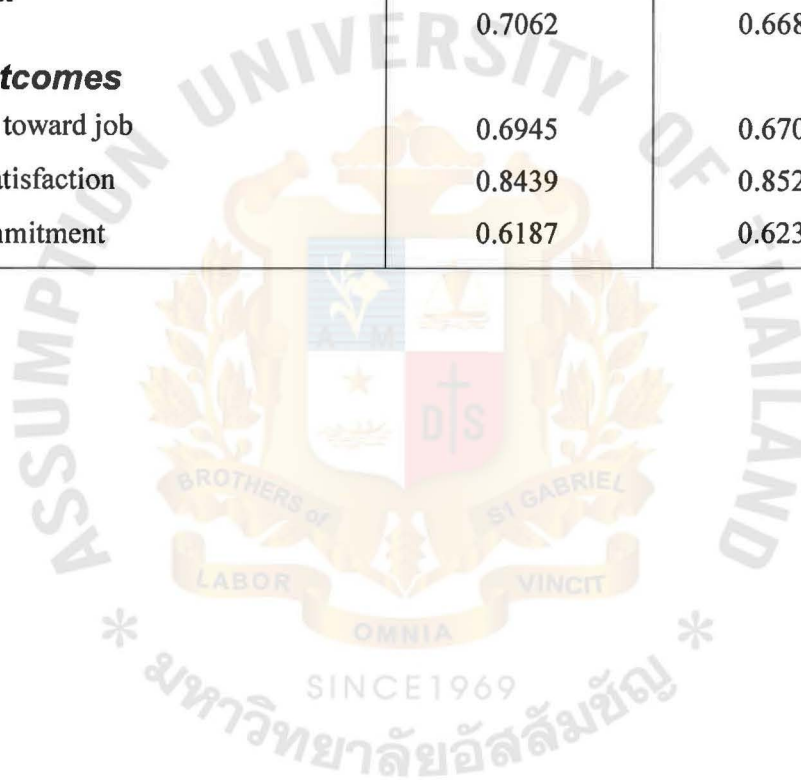 0.7062 0.668
tcomes
toward job 0.6945 0.670
tisfaction 0.8439 0.852
mitment 0.6187 0.623
ASSUMPTION UNIVERSITY OF THAILAND
A M
D S
BROTHERS of ST GABRIEL
LABOR VINCIT
OMNIA
SINCE1969
* มหาวิทยาลัยอัสสัมชัญ *